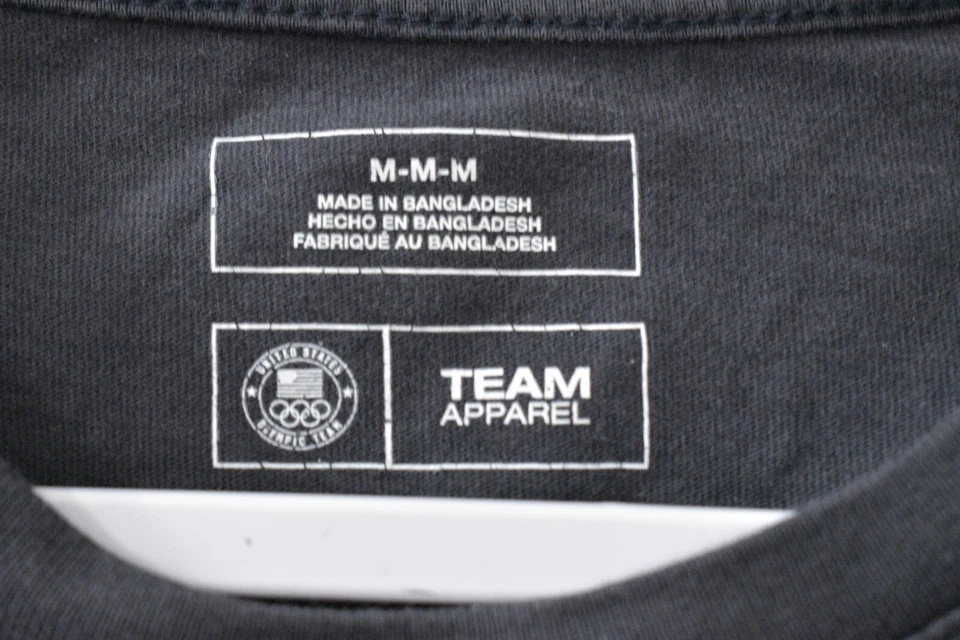 M-M-M
MADE IN BANGLADESH
HECHO EN BANGLADESH
FABRIQUÉ AU BANGLADESH
UNITED STATES
OLYMPIC TEAM
TEAM
APPAREL